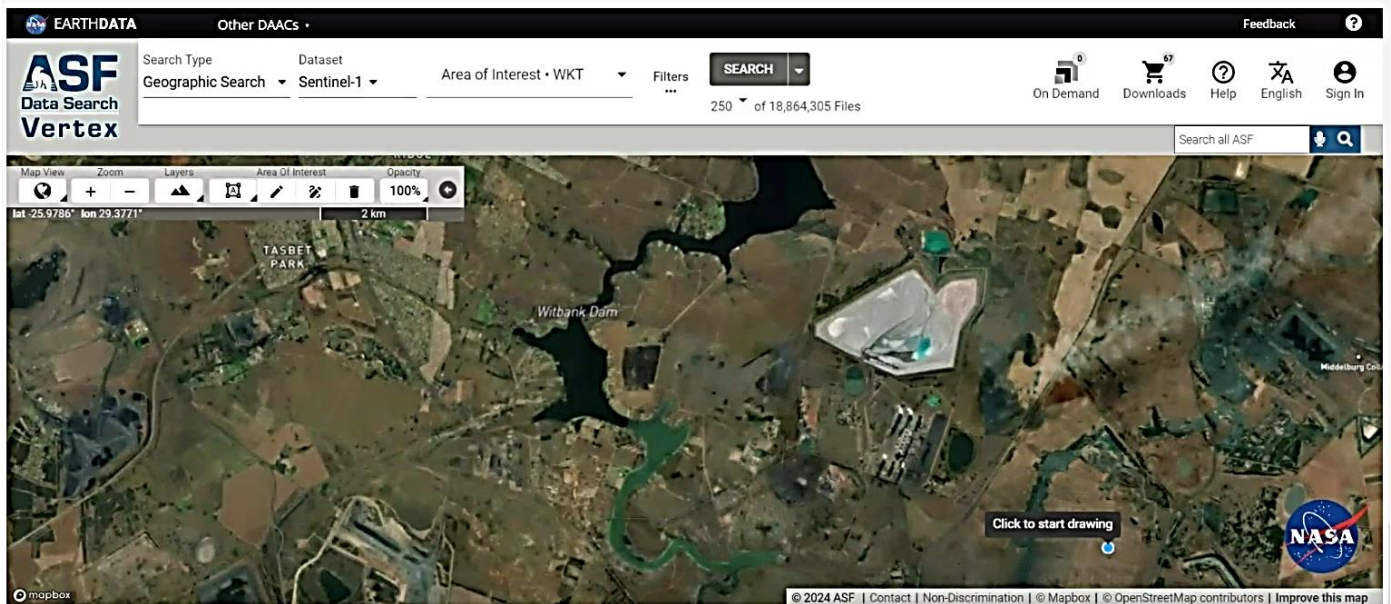 EARTHDATA
Other DAACs
Feedback
ASF
Data Search
Vertex
Search Type
Geographic Search
Dataset
Sentinel-1
Area of Interest • WKT
Filters
...
SEARCH
250 of 18,864,305 Files
0
On Demand
67
Downloads
Help
English
Sign In
Search all ASF
Map View
Zoom
Layers
Area Of Interest
Opacity
100%
lat -25.9786° lon 29.3771°
2 km
TASBET
PARK
Witbank Dam
Middelburg
Click to start drawing
NASA
mapbox
© 2024 ASF | Contact | Non-Discrimination | © Mapbox | © OpenStreetMap contributors | Improve this map